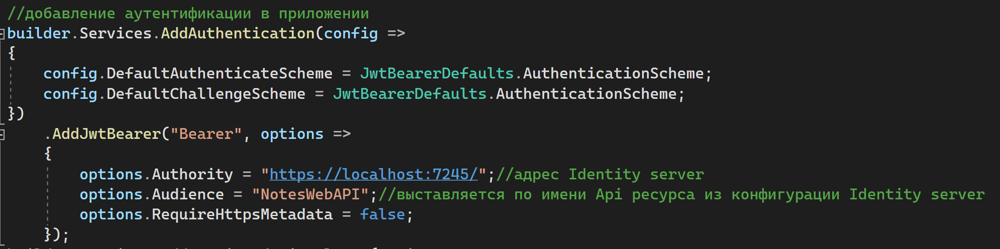 //добавление аутентификации в приложении
builder.Services.AddAuthentication(config =>
{
    config.DefaultAuthenticateScheme = JwtBearerDefaults.AuthenticationScheme;
    config.DefaultChallengeScheme = JwtBearerDefaults.AuthenticationScheme;
})
    .AddJwtBearer("Bearer", options =>
    {
        options.Authority = "https://localhost:7245/";//адрес Identity server
        options.Audience = "NotesWebAPI";//выставляется по имени Api ресурса из конфигурации Identity server
        options.RequireHttpsMetadata = false;
    });